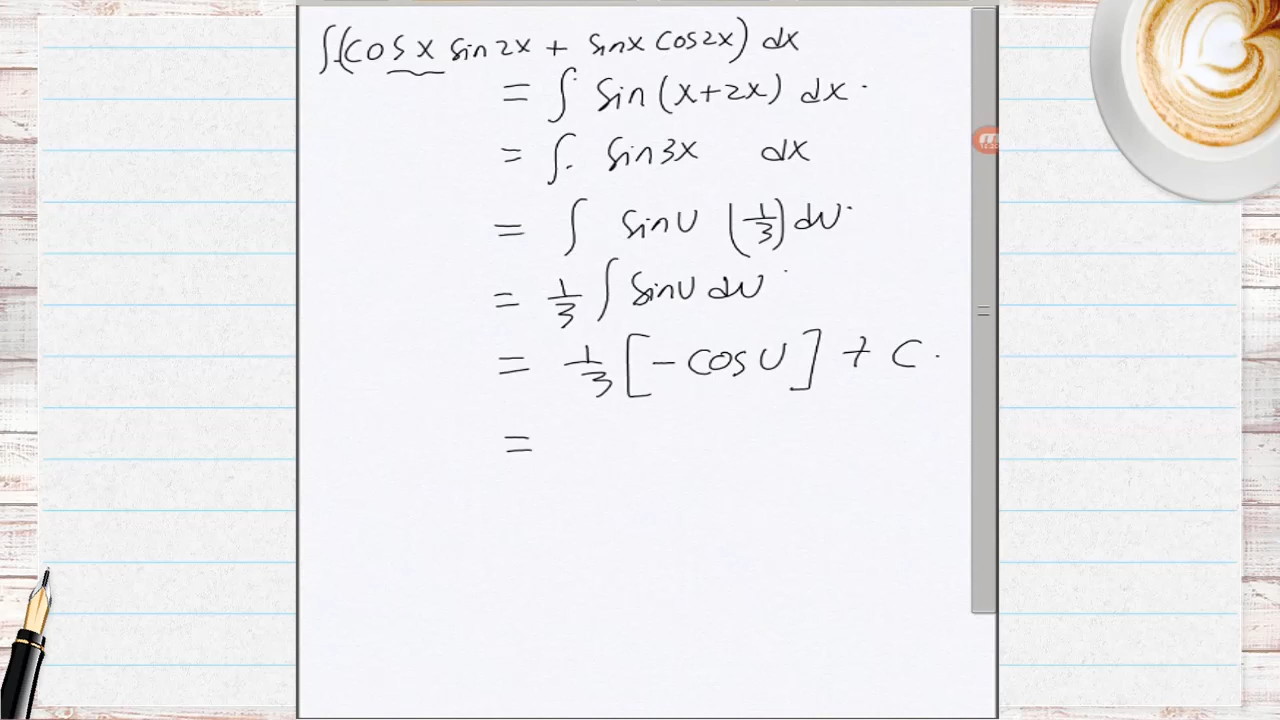 ∫(cos x sin 2x + sin x cos 2x) dx
= ∫ sin (x+2x) dx.
= ∫ sin 3x dx
= ∫ sin u (1/3) du
= 1/3 ∫ sin u du
= 1/3 [-cos u] + c.
=